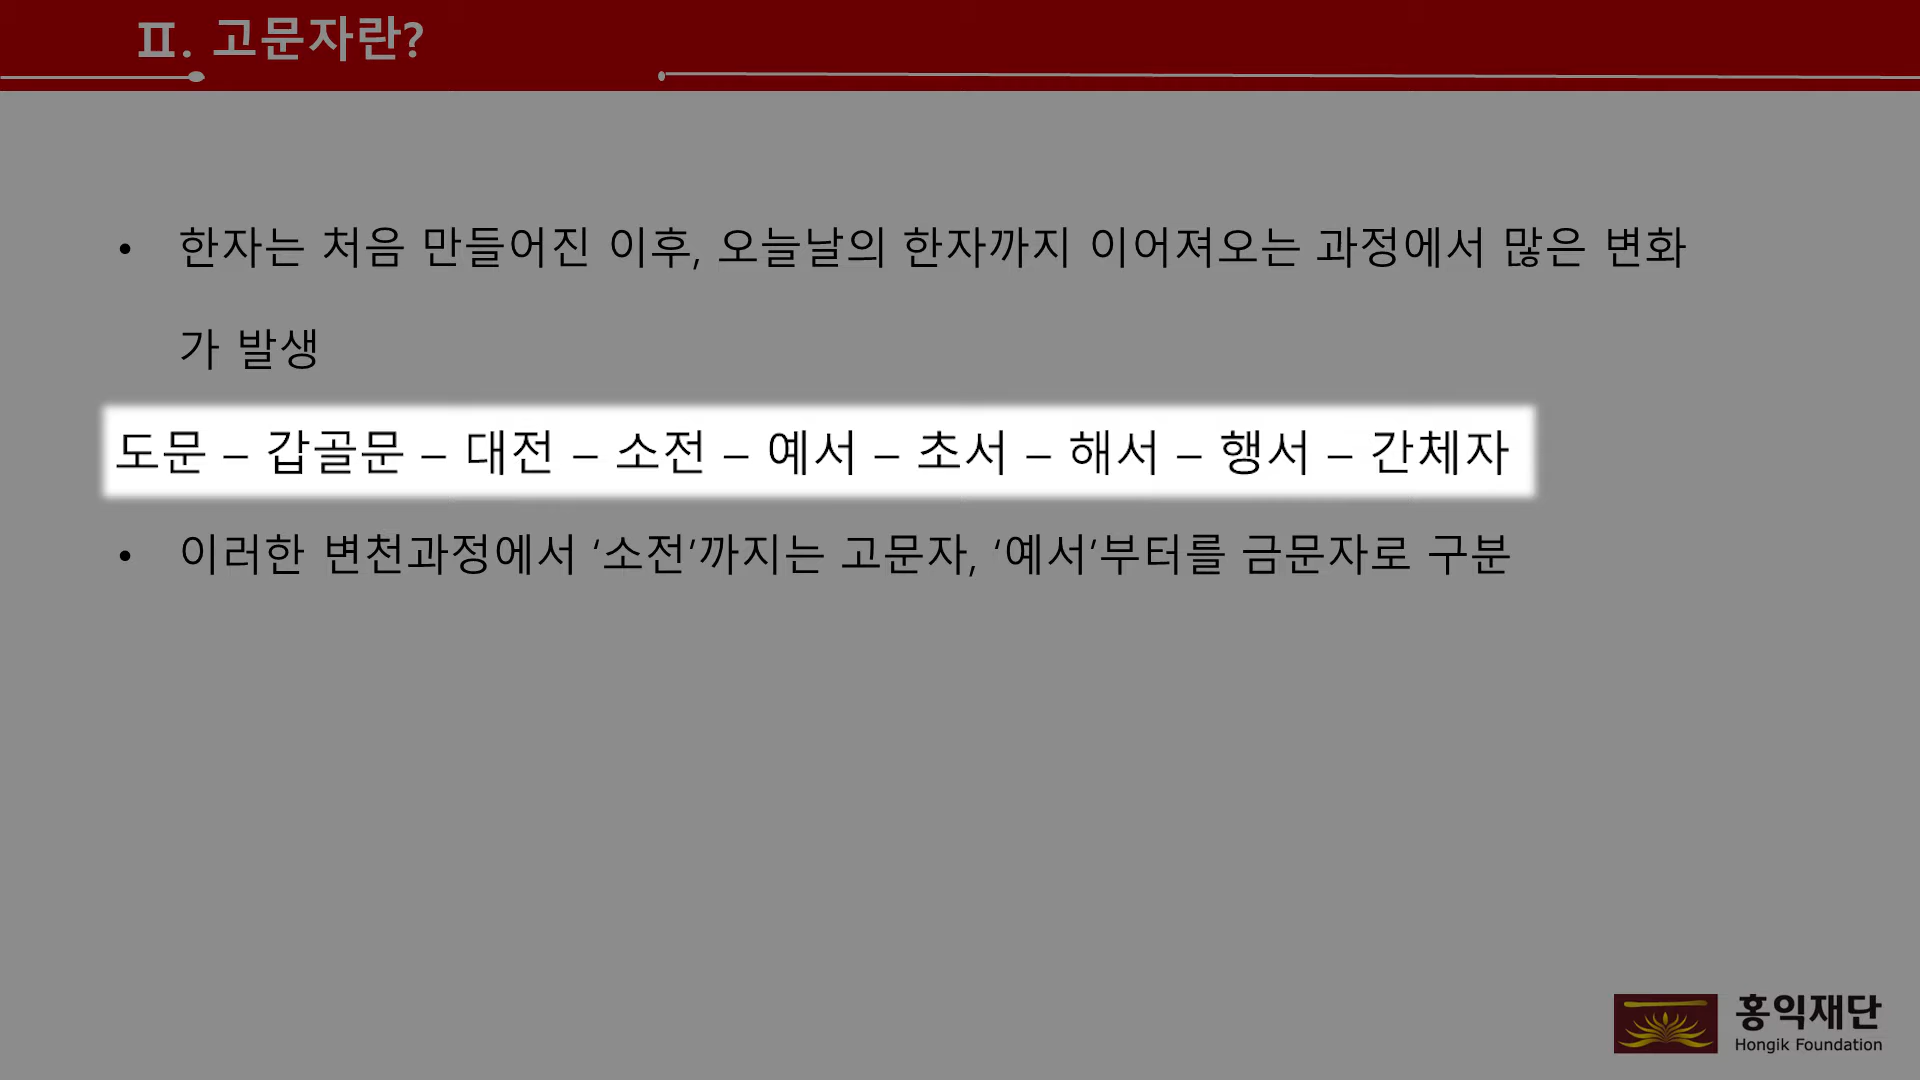 Ⅱ. 고문자란?
• 한자는 처음 만들어진 이후, 오늘날의 한자까지 이어져오는 과정에서 많은 변화
가 발생
도문 – 갑골문 – 대전 – 소전 – 예서 – 초서 – 해서 – 행서 – 간체자
• 이러한 변천과정에서 ‘소전’까지는 고문자, ‘예서’부터를 금문자로 구분
홍익재단
Hongik Foundation